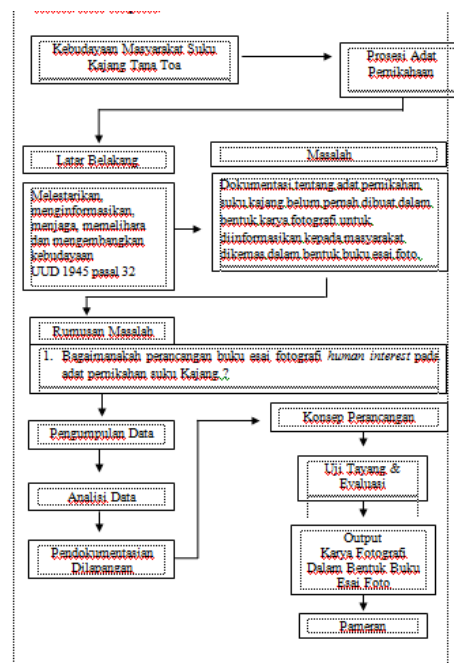 Kebudayaan Masyarakat Suku
Kajang Tana Toa
Prosesi Adat
Pernikahaan
Latar Belakang
Masalah
Melestarikan,
menginformasikan,
menjaga, memelihara
dan mengembangkan
kebudayaan
UUD 1945 pasal 32
Dokumentasi tentang adat pernikahan
suku kajang belum pernah dibuat dalam
bentuk karya fotografi untuk
diinformasikan kepada masyarakat
dikemas dalam bentuk buku esai foto.
Rumusan Masalah
1. Bagaimanakah perancangan buku esai fotografi human interest pada
adat pernikahan suku Kajang ?
Pengumpulan Data
Konsep Perancangan
Analisi Data
Uji Tayang &
Evaluasi
Pendokumentasian
Dilapangan
Output
Karya Fotografi
Dalam Bentuk Buku
Esai Foto
Pameran